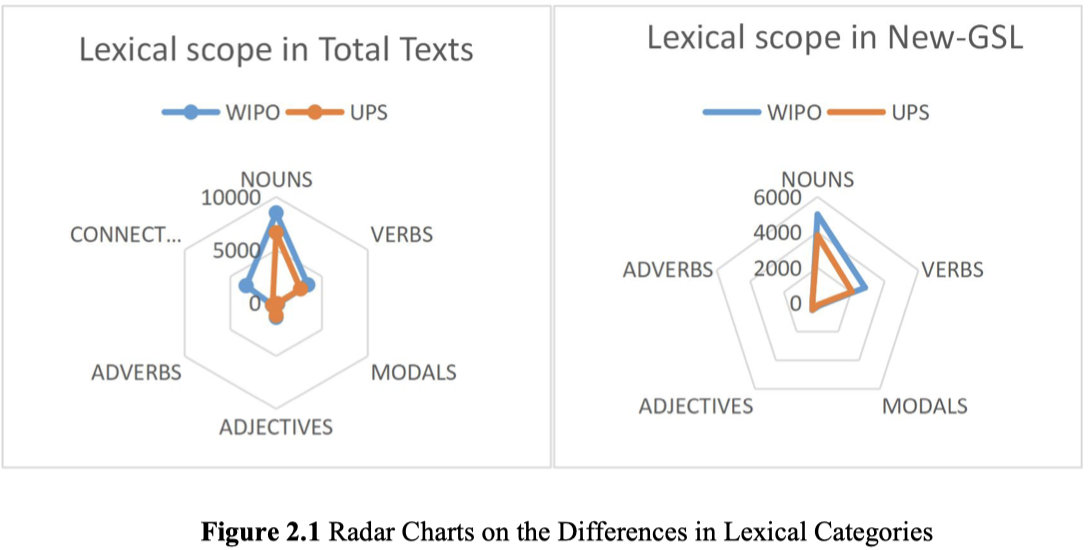 Lexical scope in Total Texts
WIPO UPS
NOUNS
10000
CONNECT...
VERBS
5000
0
ADVERBS
MODALS
ADJECTIVES
Lexical scope in New-GSL
WIPO UPS
NOUNS
6000
4000
ADVERBS
2000
VERBS
0
ADJECTIVES
MODALS
Figure 2.1 Radar Charts on the Differences in Lexical Categories